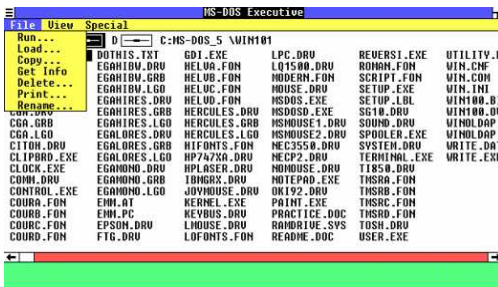 MS-DOS Executive
File View Special
D C:MS-DOS_5 \WIN101
Run...
Load...
Copy...
Get Info
Delete...
Print...
Rename...
DOTHIS.TXT GDI.EXE LPC.DRV REVERSI.EXE UTILITY.
EGAHIBW.DRV HELVA.FON LQ1500.DRV ROMAN.FON WIN.CNF
EGAHIBW.GRB HELVB.FON MODERN.FON SCRIPT.FON WIN.COM
EGAHIBW.LGO HELVC.FON MOUSE.DRV SETUP.EXE WIN.INI
EGAHIRES.DRV HELVD.FON MSDOS.EXE SETUP.LBL WIN100.B
EGAHIRES.GRB HERCULES.DRV MSDOSD.EXE SG10.DRV WIN100.OV
CGA.GRB EGAHIRES.LGO HERCULES.GRB MSMOUSE1.DRV SOUND.DRV WINOLDAP
CGA.LGO EGALORES.DRV HERCULES.LGO MSMOUSE2.DRV SPOOLER.EXE WINOLDAP
CITOH.DRV EGALORES.GRB HIFONTS.FON NEC3550.DRV SYSTEM.DRV WRITE.DAT
CLIPBRD.EXE EGALORES.LGO HP747XA.DRV NECP2.DRV TERMINAL.EXE WRITE.EXE
CLOCK.EXE EGAMONO.DRV HPLASER.DRV NOMOUSE.DRV TI850.DRV
COMM.DRV EGAMONO.GRB IBMGRX.DRV NOTEPAD.EXE TMSRA.FON
CONTROL.EXE EGAMONO.LGO JOYMOUSE.DRV OKI92.DRV TMSRB.FON
COURA.FON EMM.AT KERNEL.EXE PAINT.EXE TMSRC.FON
COURB.FON EMM.PC KEYBUS.DRV PRACTICE.DOC TMSRD.FON
COURC.FON EPSON.DRV LMOUSE.DRV RAMDRIVE.SYS TOSH.DRV
COURD.FON FTG.DRV LOFONTS.FON README.DOC USER.EXE